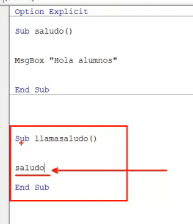 Option Explicit
Sub saludo()
MsgBox "Hola alumnos"
End Sub
Sub llamasaludo()
saludo
End Sub